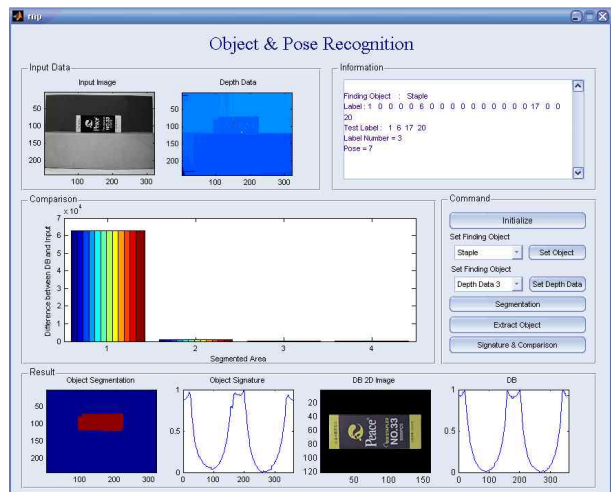 rnp
Object & Pose Recognition
Input Data
Input Image
Depth Data
50
100
150
200
100 200 300
50
100
150
200
100 200 300
Information
Finding Object : Staple
Label : 1 0 0 0 0 6 0 0 0 0 0 0 0 0 0 0 17 0 0
20
Test Label : 1 6 17 20
Label Number = 3
Pose = 7
Comparison
x 10^4
Difference between DB and Input
7
6
5
4
3
2
1
0
1 2 3 4
Segmented Area
Command
Initialize
Set Finding Object
Staple
Set Object
Set Finding Object
Depth Data 3
Set Depth Data
Segmentation
Extract Object
Signature & Comparison
Result
Object Segmentation
50
100
150
200
100 200 300
Object Signature
1
0.5
0
0 100 200 300
DB 2D Image
20
40
60
80
100
120
50 100 150
Peace
NO.33
DB
1
0.5
0
0 100 200 300